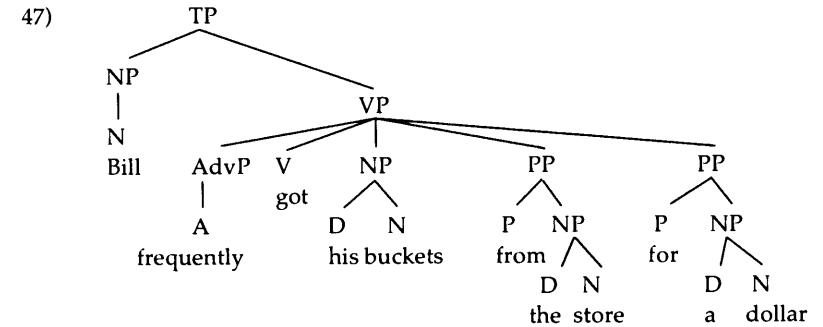 47) TP
NP
VP
N
Bill AdvP V NP PP PP
got
A D N P NP P NP
frequently his buckets from for
D N D N
the store a dollar